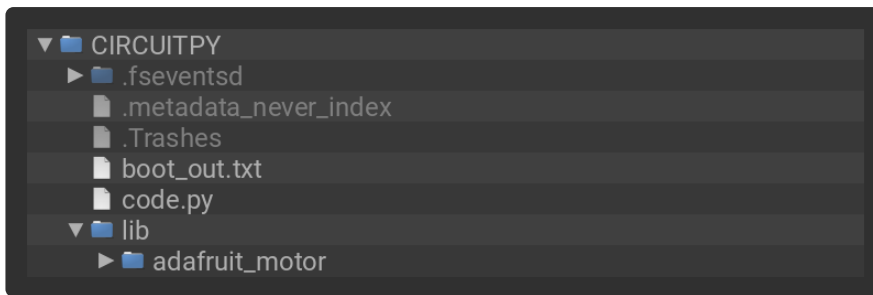 CIRCUITPY
.fseventsd
.metadata_never_index
.Trashes
boot_out.txt
code.py
lib
adafruit_motor